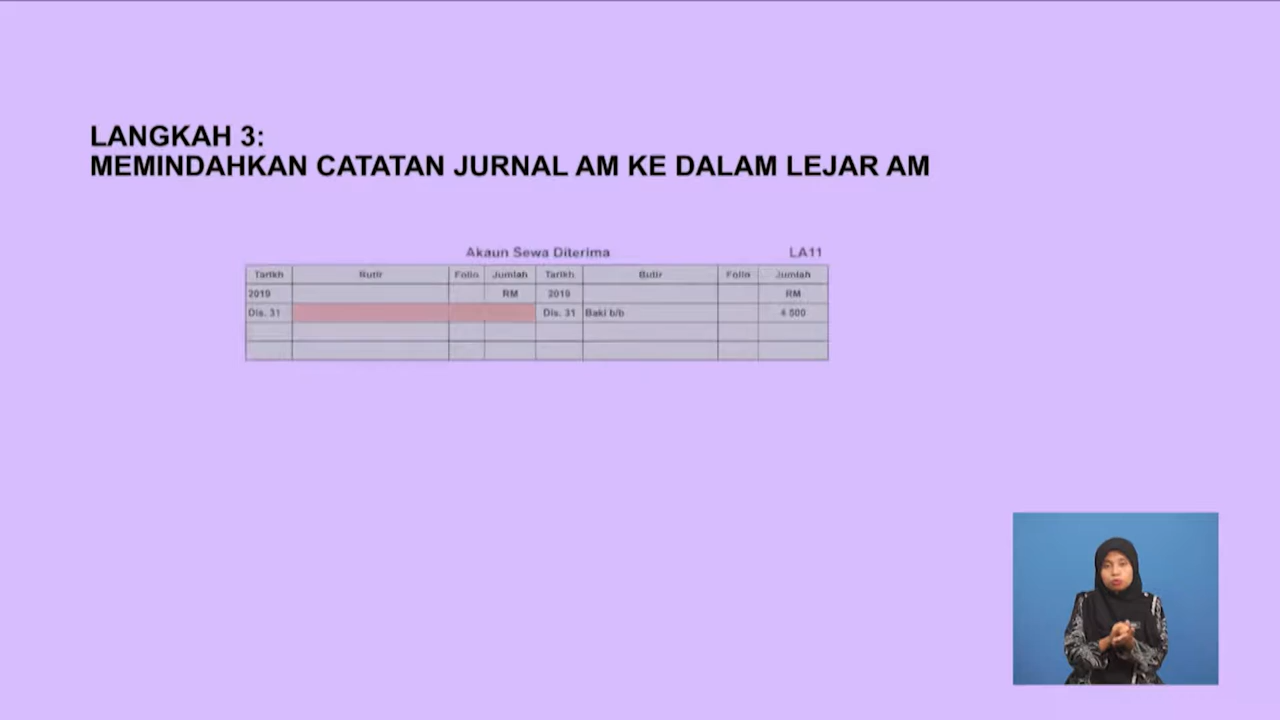 LANGKAH 3:
MEMINDAHKAN CATATAN JURNAL AM KE DALAM LEJAR AM
Akaun Sewa Diterima LA11
Tarikh Butir Folio Jumlah Tarikh Butir Folio Jumlah
2019 RM 2019 RM
Dis. 31 Dis. 31 Baki b/b 4 500